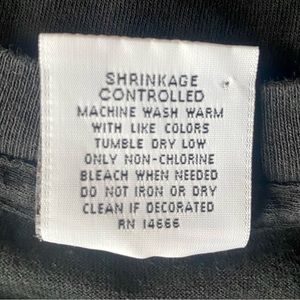 SHRINKAGE
CONTROLLED
MACHINE WASH WARM
WITH LIKE COLORS
TUMBLE DRY LOW
ONLY NON-CHLORINE
BLEACH WHEN NEEDED
DO NOT IRON OR DRY
CLEAN IF DECORATED
RN 14666